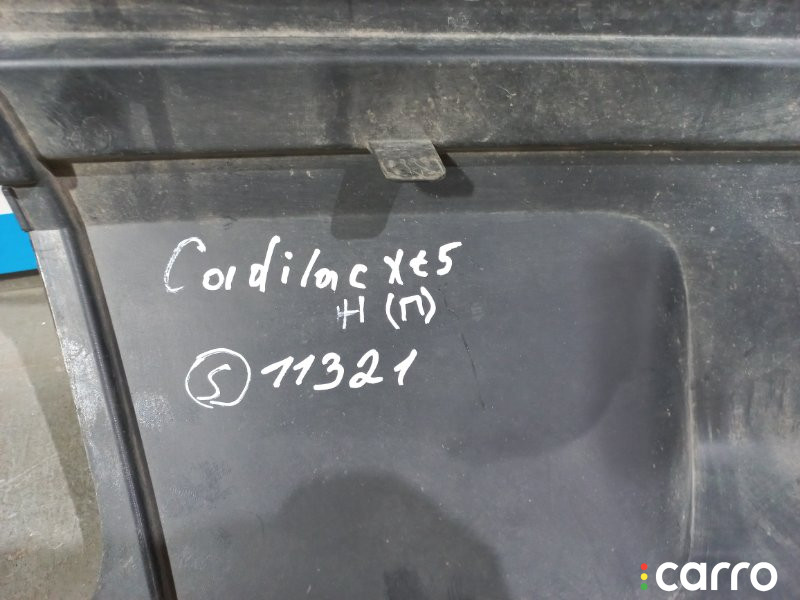 Cadilac xt5
H (П)
S 11321
carro